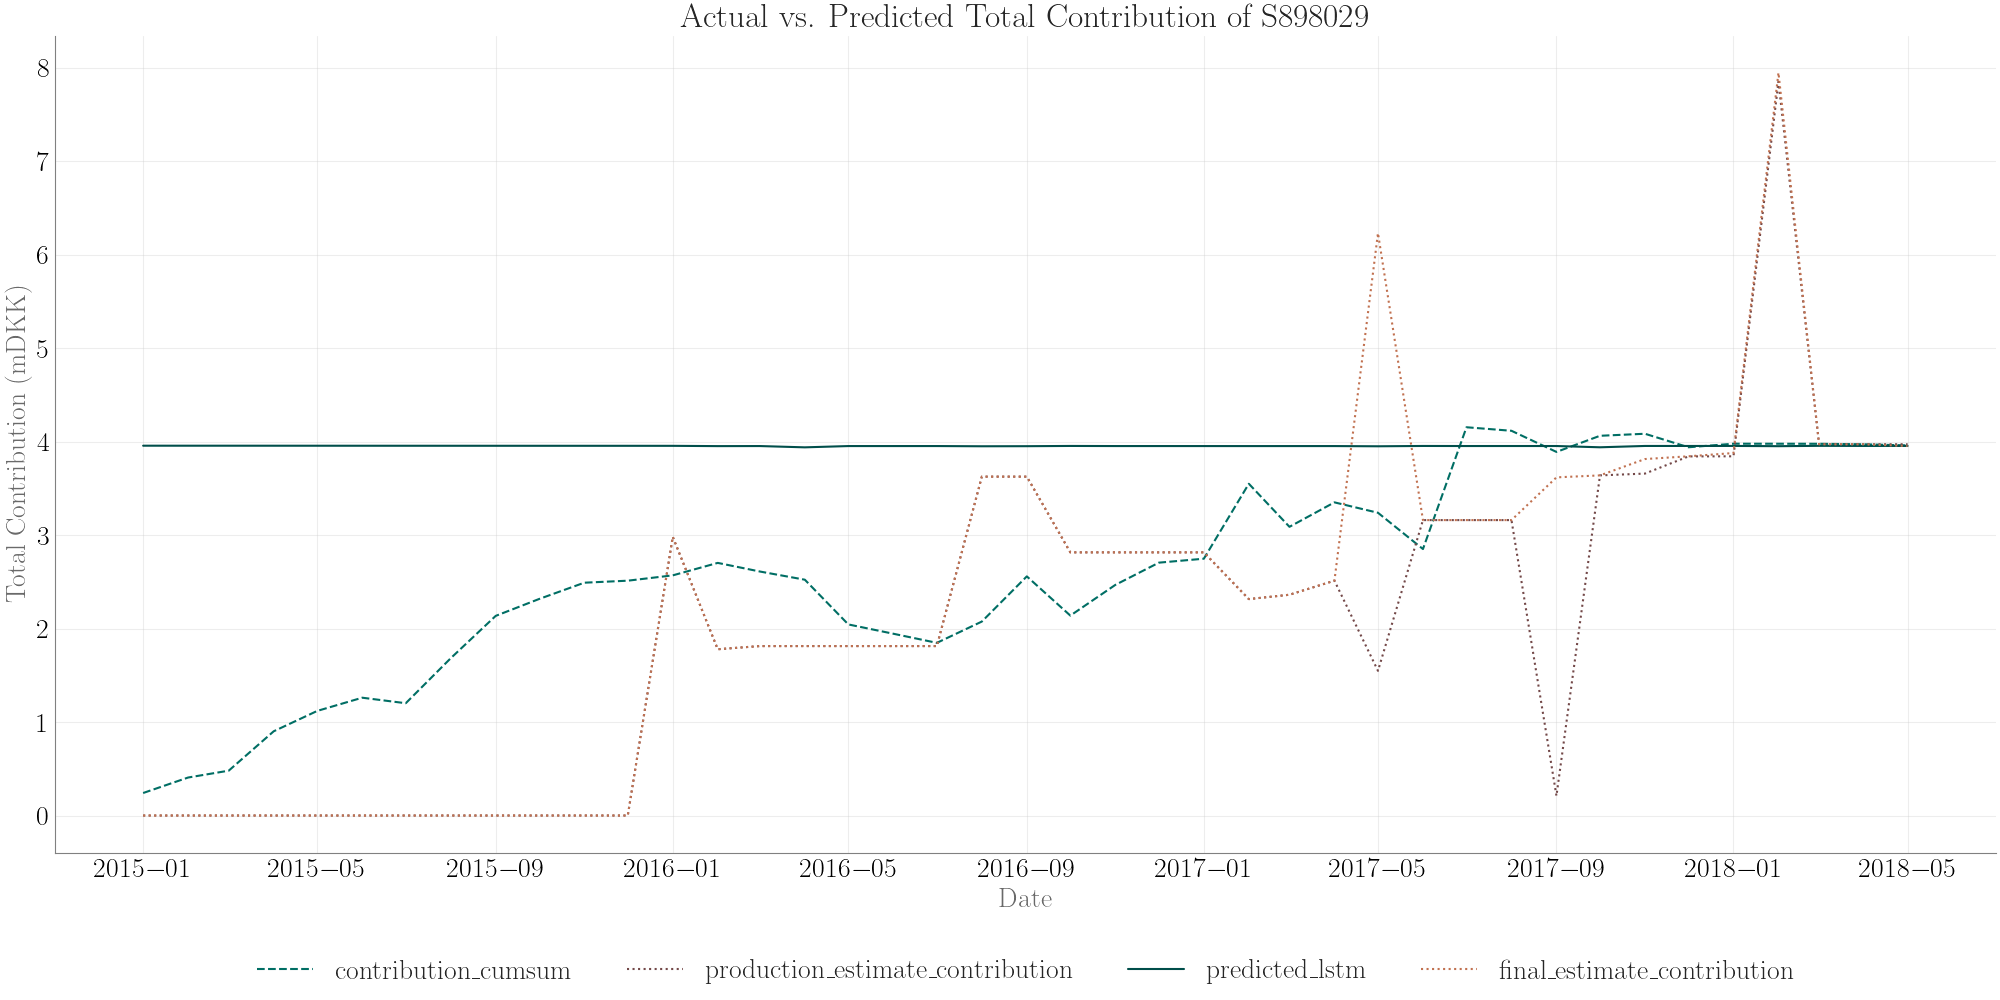 Actual vs. Predicted Total Contribution of S898029
Total Contribution (mDKK)
8
7
6
5
4
3
2
1
0
2015−01 2015−05 2015−09 2016−01 2016−05 2016−09 2017−01 2017−05 2017−09 2018−01 2018−05
Date
contribution_cumsum production_estimate_contribution predicted_lstm final_estimate_contribution